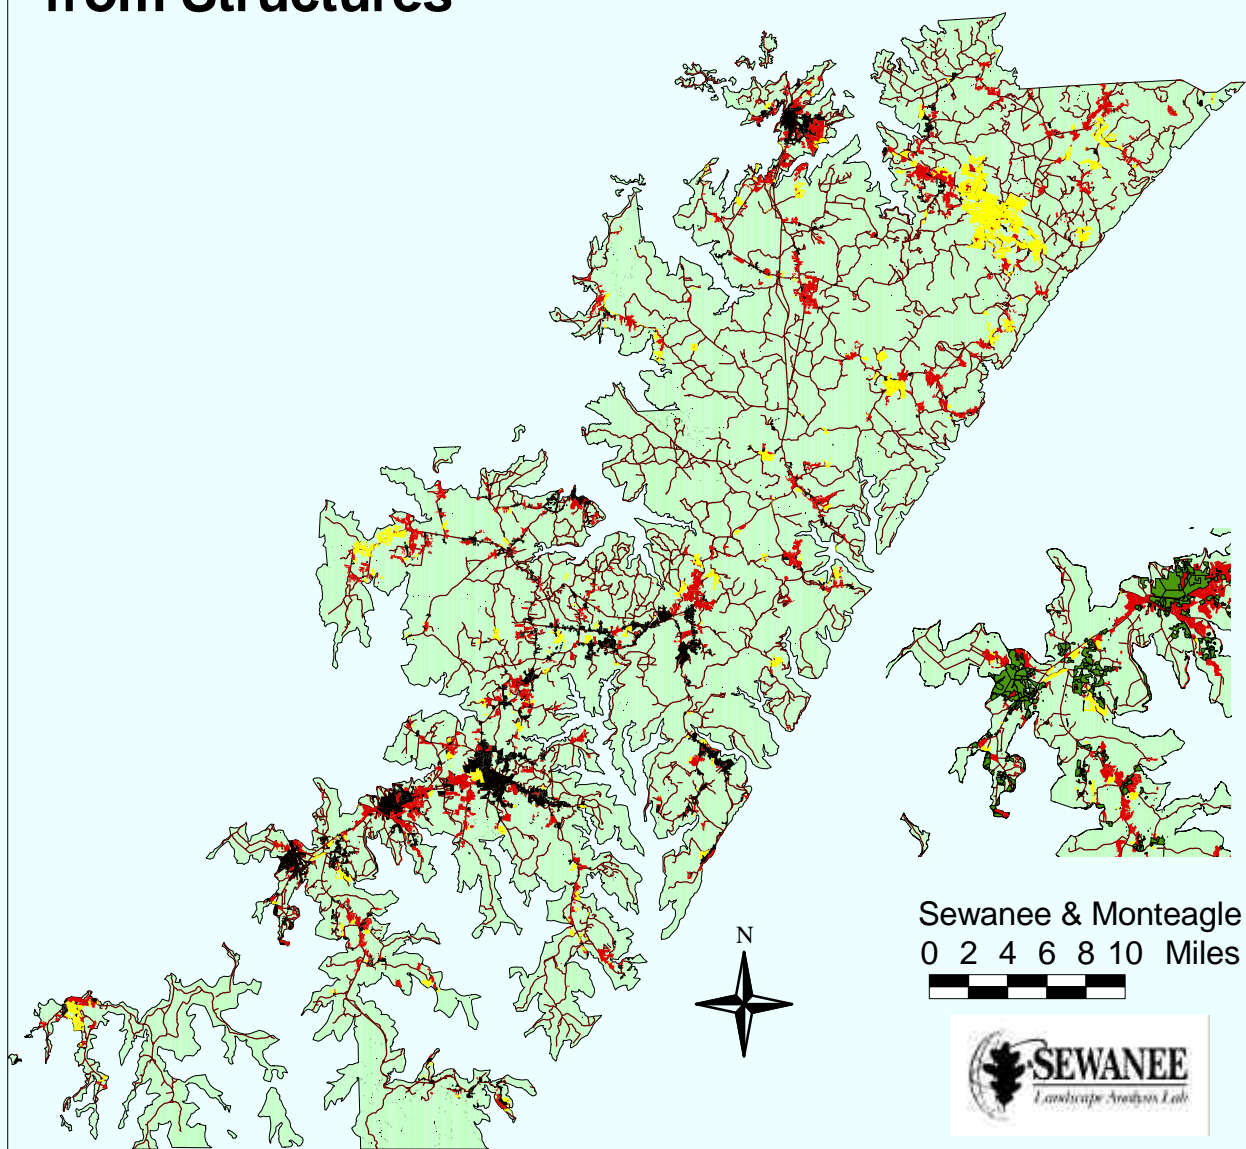 from Structures
Sewanee & Monteagle
0 2 4 6 8 10 Miles
N
SEWANEE
Landscape Analysis Lab